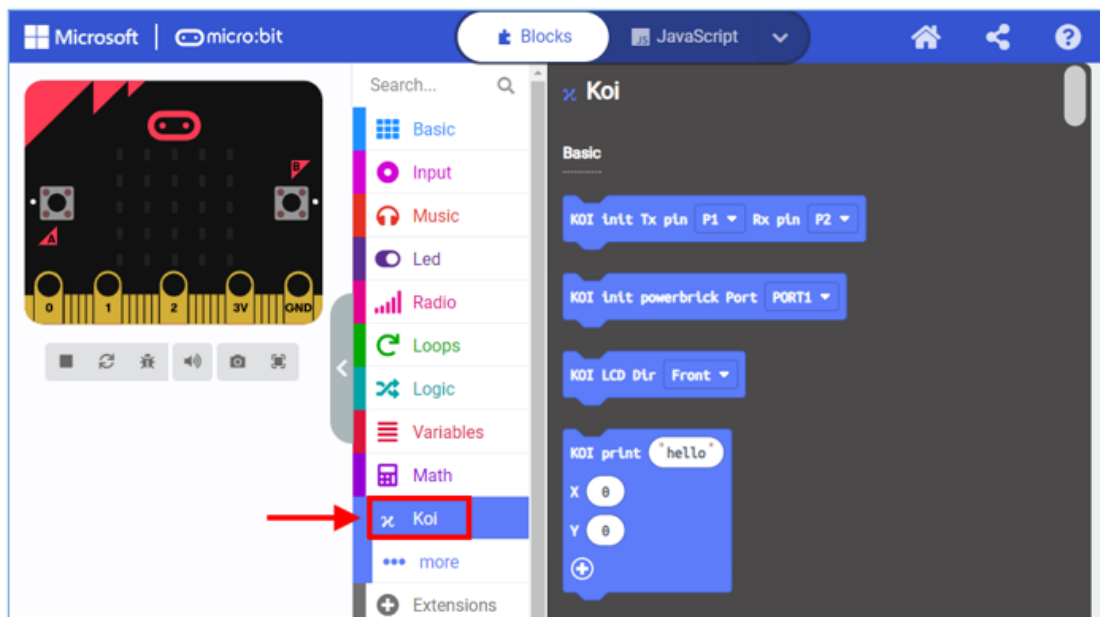 Microsoft | micro:bit
Blocks
JS JavaScript
?
Search...
Basic
Input
Music
Led
Radio
Loops
Logic
Variables
Math
Koi
more
Extensions
A
B
0 1 2 3V GND
Koi
Basic
KOI init Tx pin P1 Rx pin P2
KOI init powerbrick Port PORT1
KOI LCD Dir Front
KOI print "hello"
X 0
Y 0